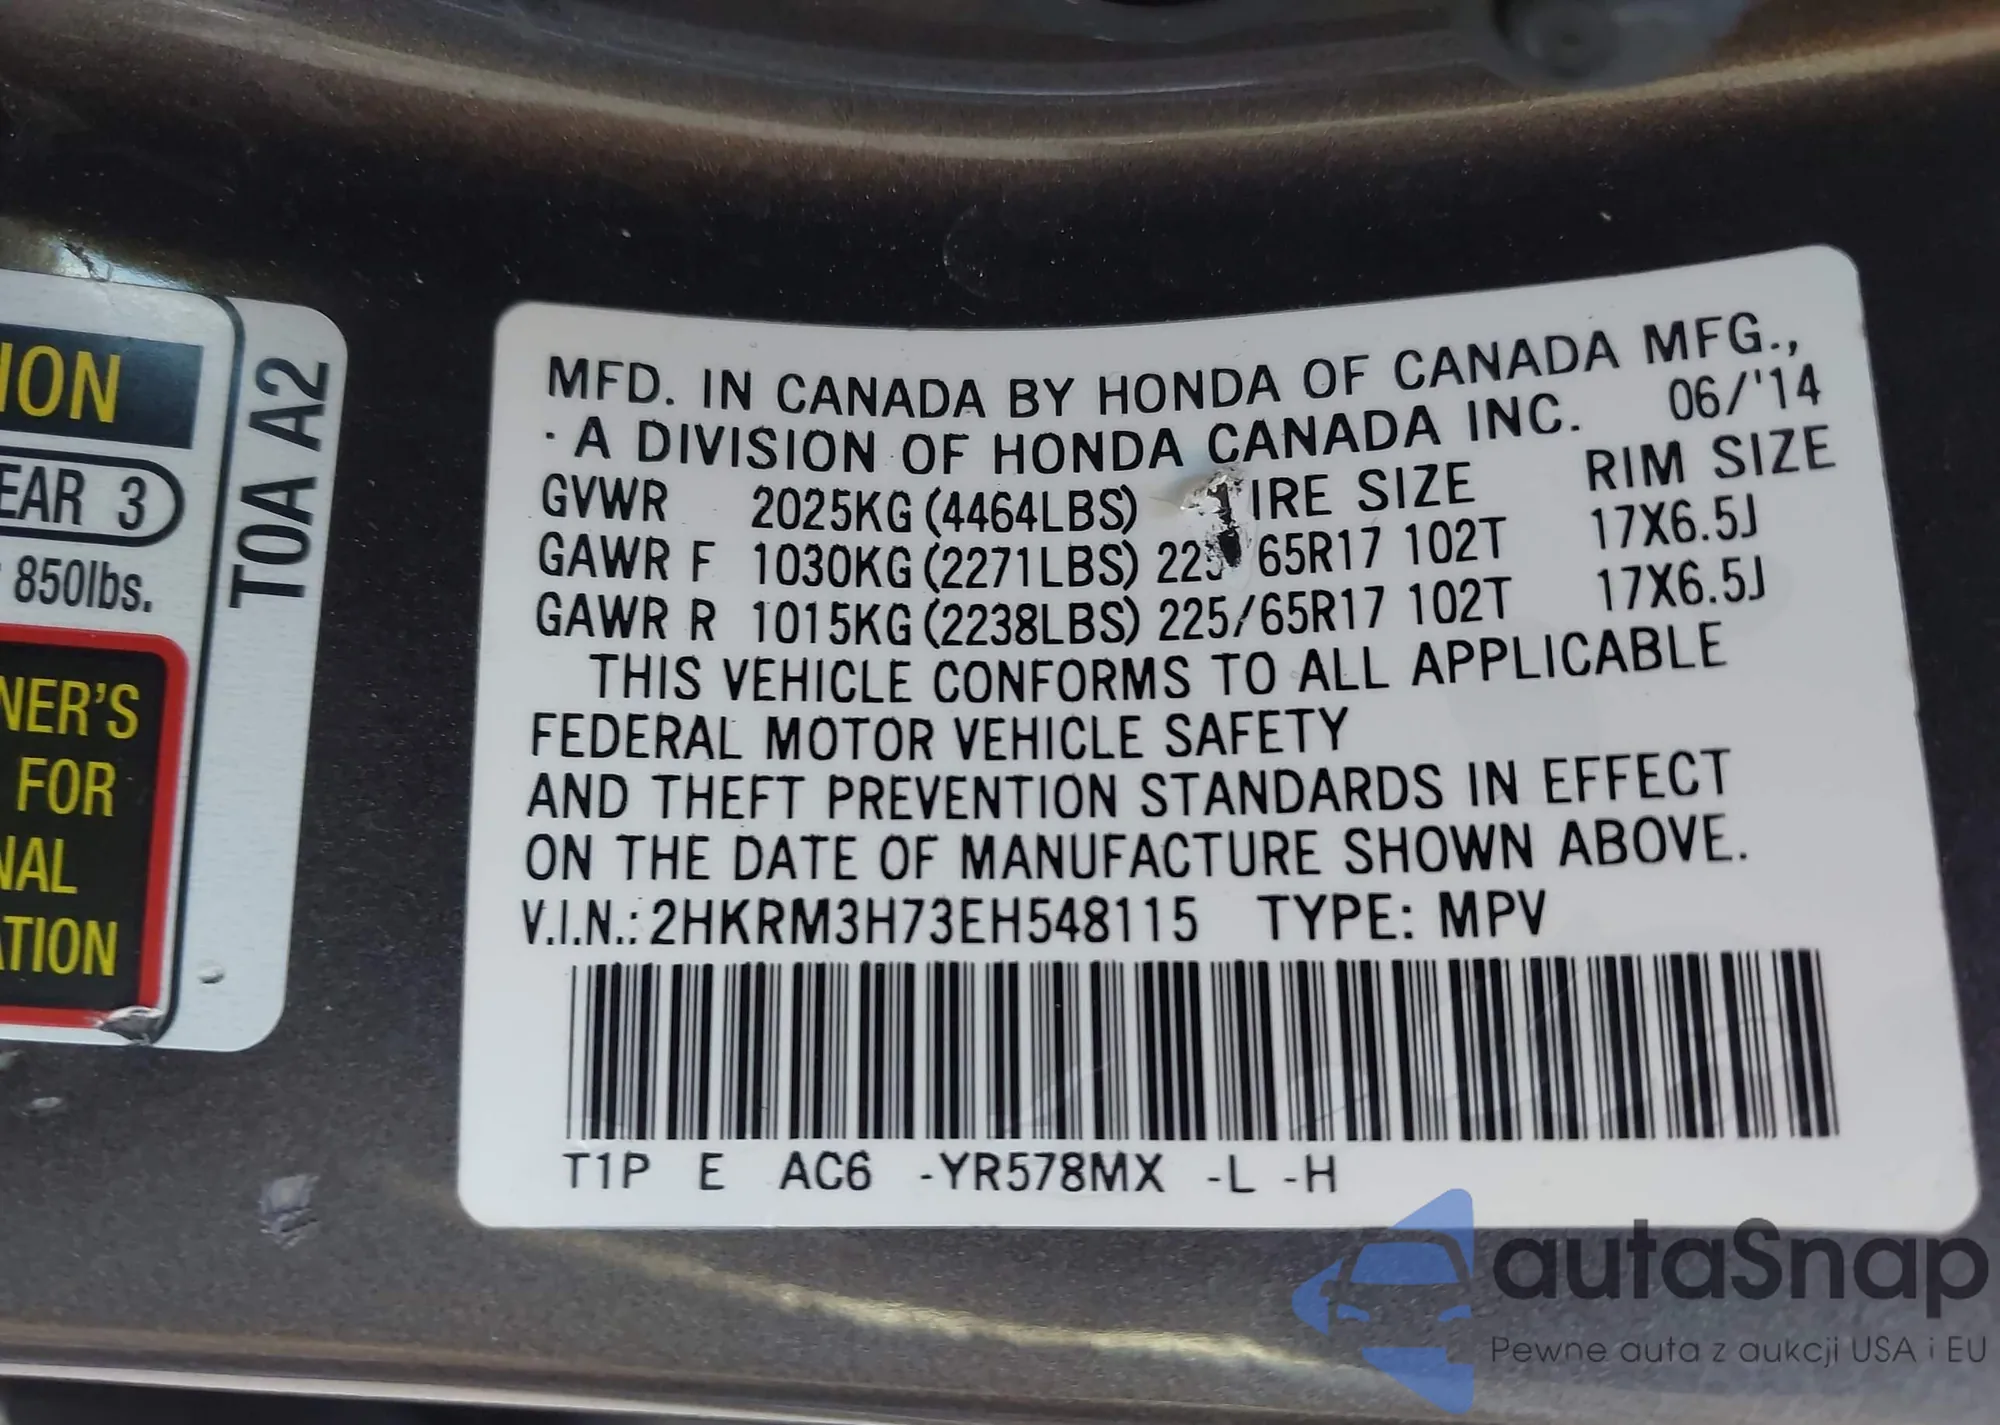 ION
EAR 3
850lbs.
NER'S
FOR
NAL
ATION
T0A A2
MFD. IN CANADA BY HONDA OF CANADA MFG.,
· A DIVISION OF HONDA CANADA INC. 06/'14
GVWR 2025KG (4464LBS) IRE SIZE RIM SIZE
GAWR F 1030KG (2271LBS) 225/65R17 102T 17X6.5J
GAWR R 1015KG (2238LBS) 225/65R17 102T 17X6.5J
THIS VEHICLE CONFORMS TO ALL APPLICABLE
FEDERAL MOTOR VEHICLE SAFETY
AND THEFT PREVENTION STANDARDS IN EFFECT
ON THE DATE OF MANUFACTURE SHOWN ABOVE.
V.I.N.: 2HKRM3H73EH548115 TYPE: MPV
T1P E AC6 -YR578MX -L -H
autaSnap
Pewne auta z aukcji USA i EU